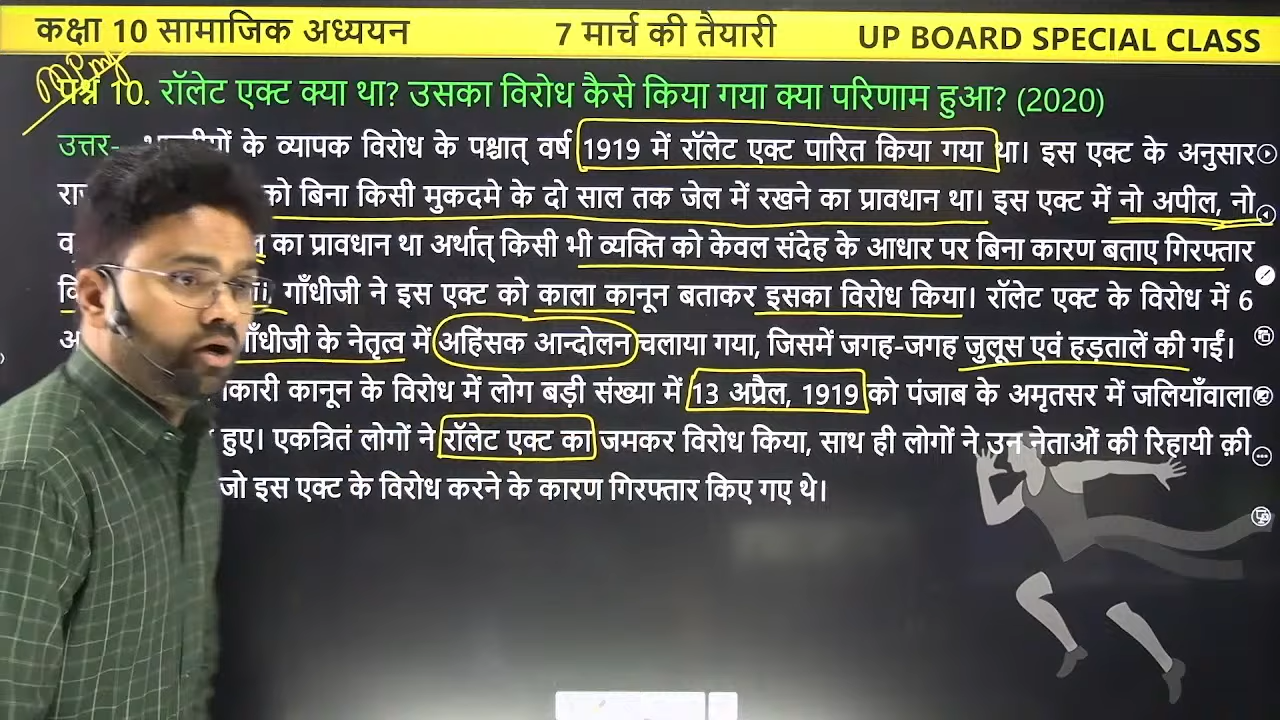 कक्षा 10 सामाजिक अध्ययन 7 मार्च की तैयारी UP BOARD SPECIAL CLASS
प्रश्न 10. रॉलेट एक्ट क्या था? उसका विरोध कैसे किया गया क्या परिणाम हुआ? (2020)
उत्तर- के व्यापक विरोध के पश्चात् वर्ष 1919 में रॉलेट एक्ट पारित किया गया था। इस एक्ट के अनुसार
को बिना किसी मुकदमे के दो साल तक जेल में रखने का प्रावधान था। इस एक्ट में नो अपील, नो
का प्रावधान था अर्थात् किसी भी व्यक्ति को केवल संदेह के आधार पर बिना कारण बताए गिरफ्तार
गाँधीजी ने इस एक्ट को काला कानून बताकर इसका विरोध किया। रॉलेट एक्ट के विरोध में 6
गाँधीजी के नेतृत्व में अहिंसक आन्दोलन चलाया गया, जिसमें जगह-जगह जुलूस एवं हड़तालें की गईं।
कानून के विरोध में लोग बड़ी संख्या में 13 अप्रैल, 1919 को पंजाब के अमृतसर में जलियाँवाला
हुए। एकत्रितं लोगों ने रॉलेट एक्ट का जमकर विरोध किया, साथ ही लोगों ने उन नेताओं की रिहायी की
जो इस एक्ट के विरोध करने के कारण गिरफ्तार किए गए थे।